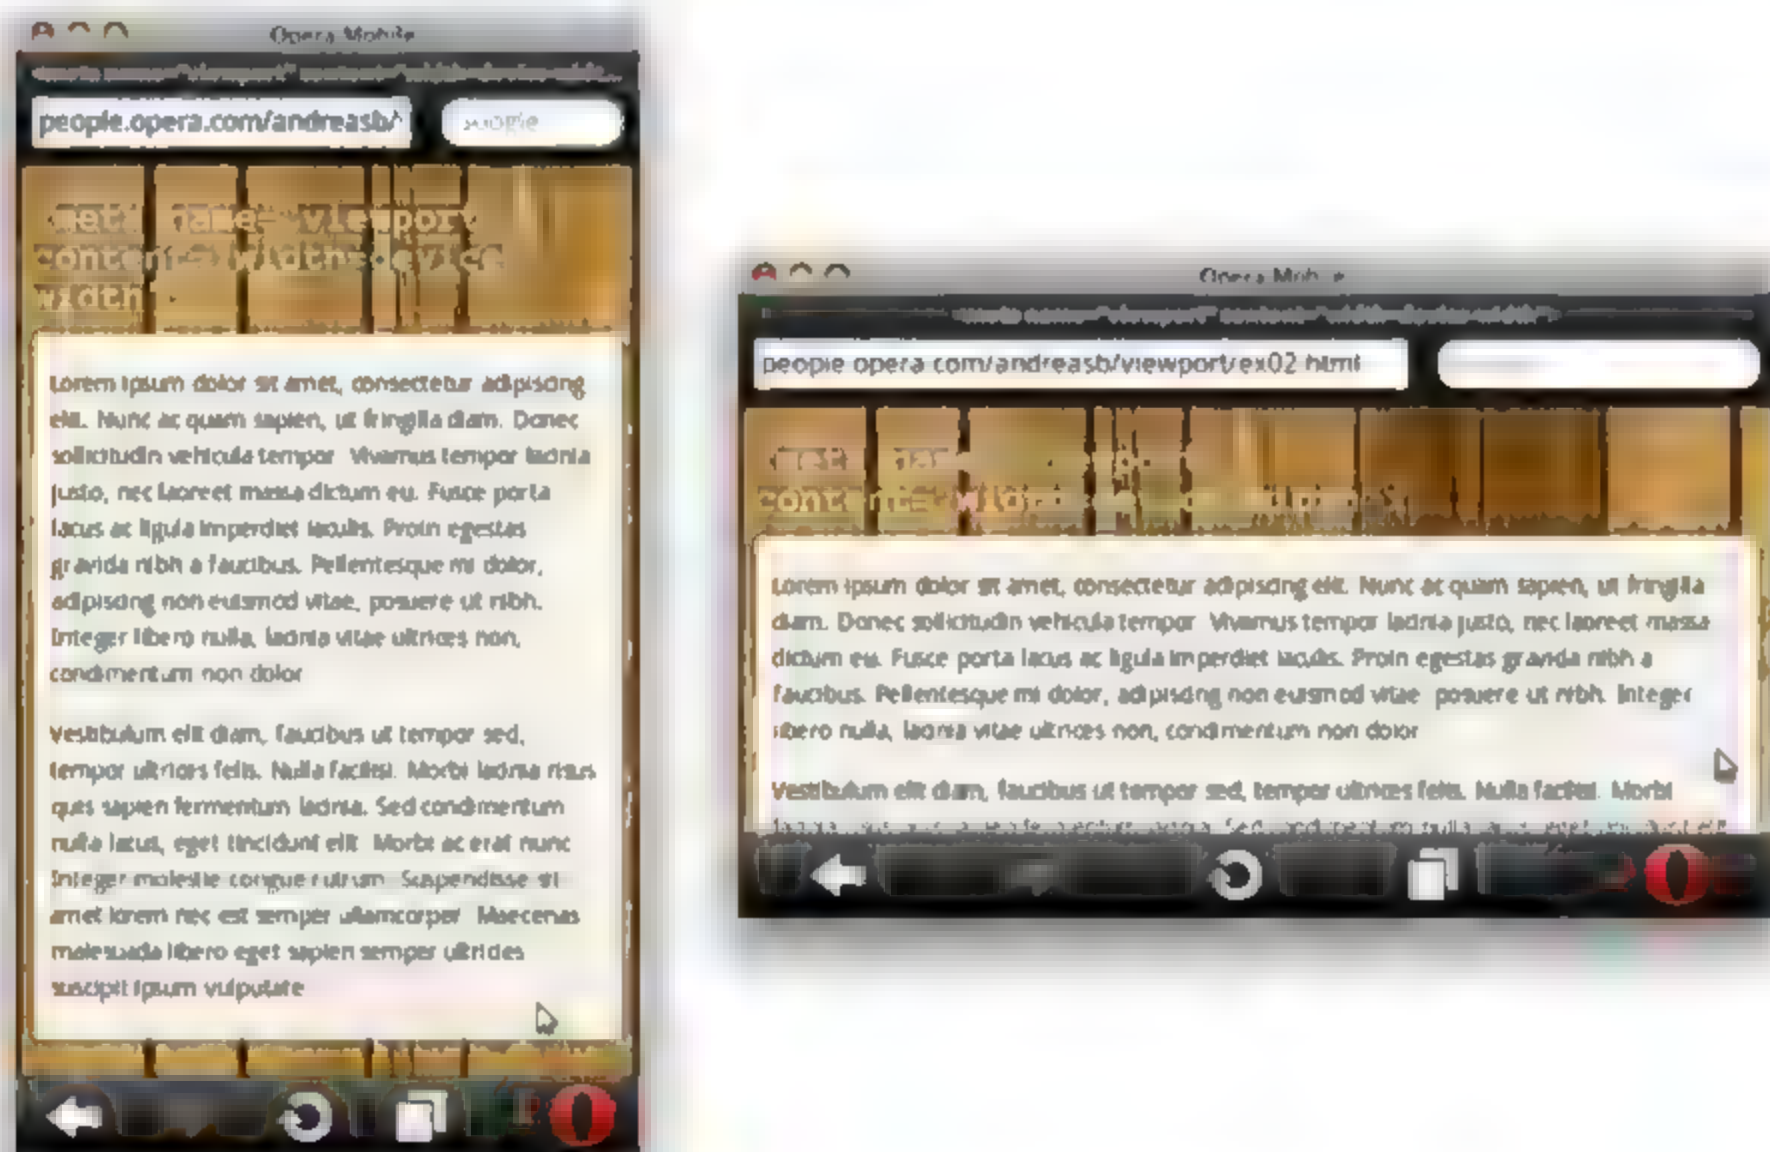 Opera Mobile
people.opera.com/andreasb/
Google
<meta name="viewport"
content="width=device
width">
Lorem ipsum dolor sit amet, consectetur adipiscing
elit. Nunc ac quam sapien, ut fringilla diam. Donec
sollicitudin vehicula tempor. Vivamus tempor lacinia
justo, nec laoreet massa dictum eu. Fusce porta
lacus ac ligula imperdiet iaculis. Proin egestas
gravida nibh a faucibus. Pellentesque mi dolor,
adipiscing non euismod vitae, posuere ut nibh.
Integer libero nulla, lacinia vitae ultrices non,
condimentum non dolor
Vestibulum elit diam, faucibus ut tempor sed,
tempor ultrices felis. Nulla facilisi. Morbi lacinia risus
quis sapien fermentum lacinia. Sed condimentum
nulla lacus, eget tincidunt elit. Morbi ac erat nunc
Integer molestie congue rutrum. Suspendisse sit
amet lorem nec est semper ullamcorper. Maecenas
malesuada libero eget sapien semper ultricies
suscipit ipsum vulputate
Opera Mobile
people.opera.com/andreasb/viewport/ex02.html
Lorem ipsum dolor sit amet, consectetur adipiscing elit. Nunc ac quam sapien, ut fringilla
diam. Donec sollicitudin vehicula tempor. Vivamus tempor lacinia justo, nec laoreet massa
dictum eu. Fusce porta lacus ac ligula imperdiet iaculis. Proin egestas gravida nibh a
faucibus. Pellentesque mi dolor, adipiscing non euismod vitae, posuere ut nibh. Integer
libero nulla, lacinia vitae ultrices non, condimentum non dolor
Vestibulum elit diam, faucibus ut tempor sed, tempor ultrices felis. Nulla facilisi. Morbi